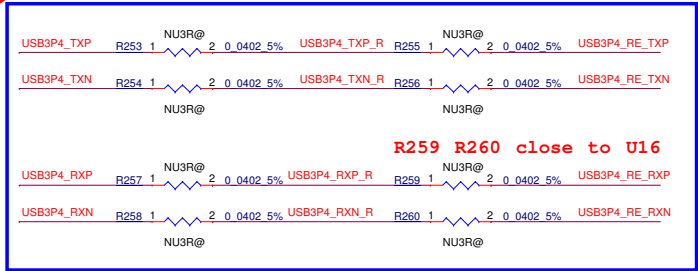 NU3R@ NU3R@
USB3P4_TXP R253 1 2 0_0402_5% USB3P4_TXP_R R255 1 2 0_0402_5% USB3P4_RE_TXP
USB3P4_TXN R254 1 2 0_0402_5% USB3P4_TXN_R R256 1 2 0_0402_5% USB3P4_RE_TXN
NU3R@ NU3R@
R259 R260 close to U16
NU3R@ NU3R@
USB3P4_RXP R257 1 2 0_0402_5% USB3P4_RXP_R R259 1 2 0_0402_5% USB3P4_RE_RXP
USB3P4_RXN R258 1 2 0_0402_5% USB3P4_RXN_R R260 1 2 0_0402_5% USB3P4_RE_RXN
NU3R@ NU3R@